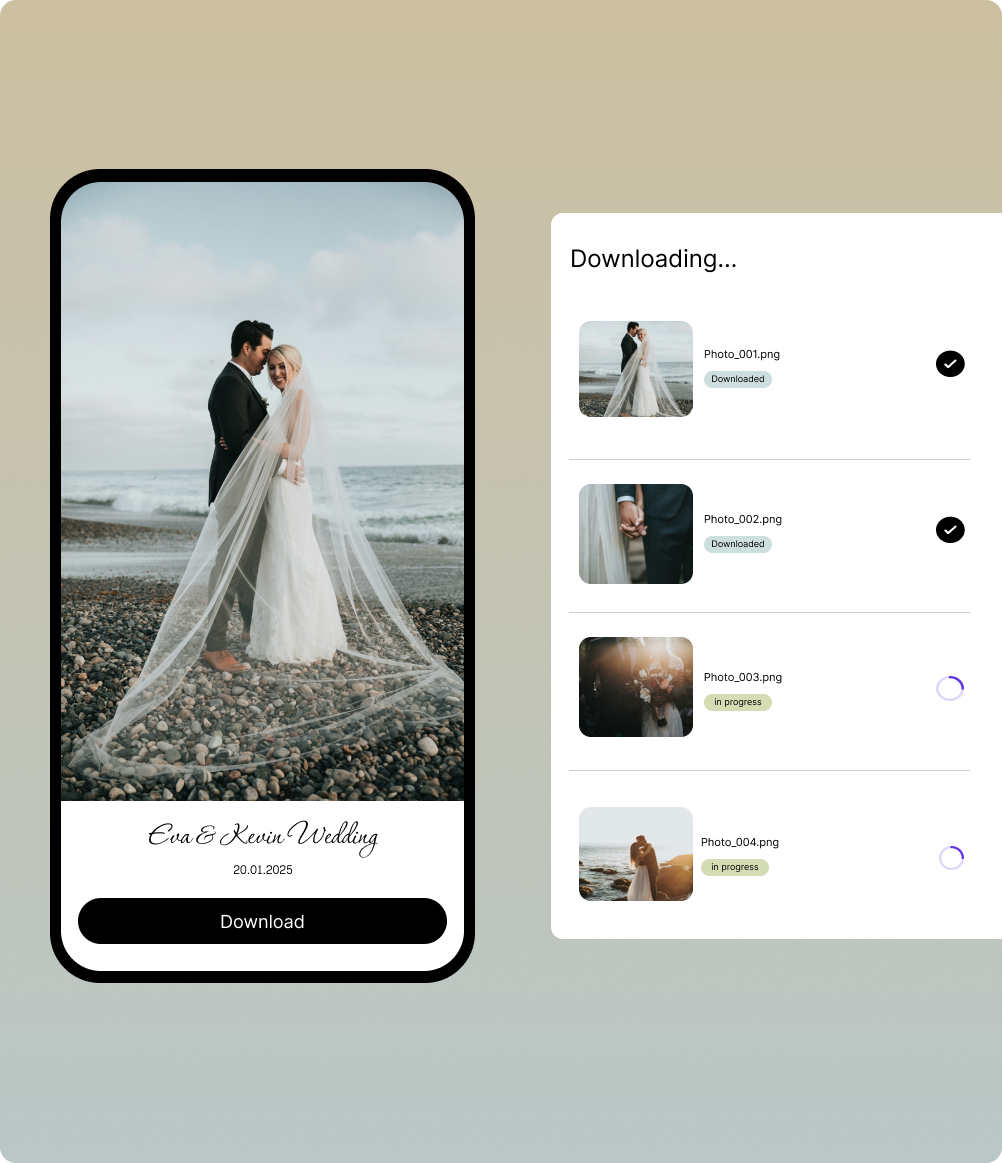 Eva & Kevin Wedding
20.01.2025
Download
Downloading...
Photo_001.png
Downloaded
Photo_002.png
Downloaded
Photo_003.png
in progress
Photo_004.png
in progress